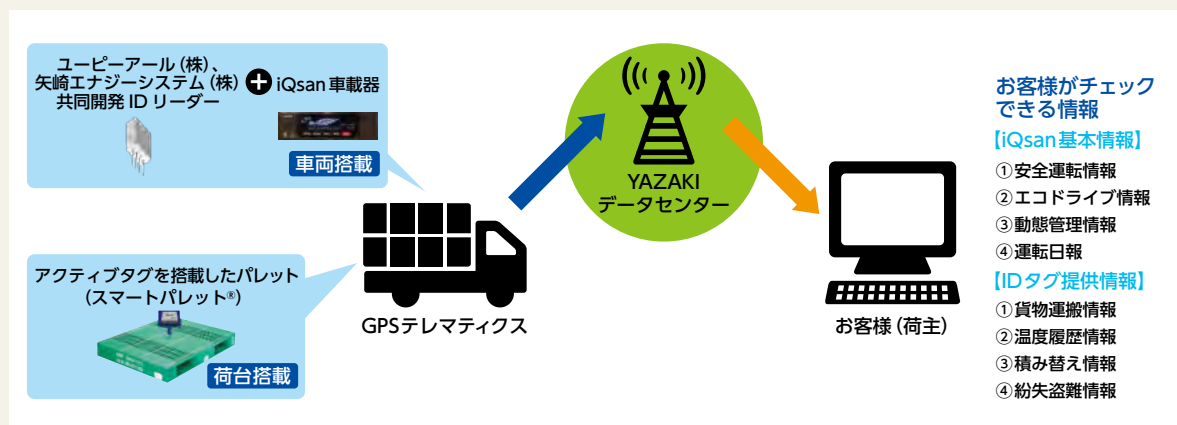 ユーピーアール(株)、
矢崎エナジーシステム(株)
共同開発IDリーダー
+
iQsan車載器
車両搭載
アクティブタグを搭載したパレット
(スマートパレット®)
荷台搭載
GPSテレマティクス
YAZAKI
データセンター
お客様(荷主)
お客様がチェック
できる情報
【iQsan基本情報】
①安全運転情報
②エコドライブ情報
③動態管理情報
④運転日報
【IDタグ提供情報】
①貨物運搬情報
②温度履歴情報
③積み替え情報
④紛失盗難情報